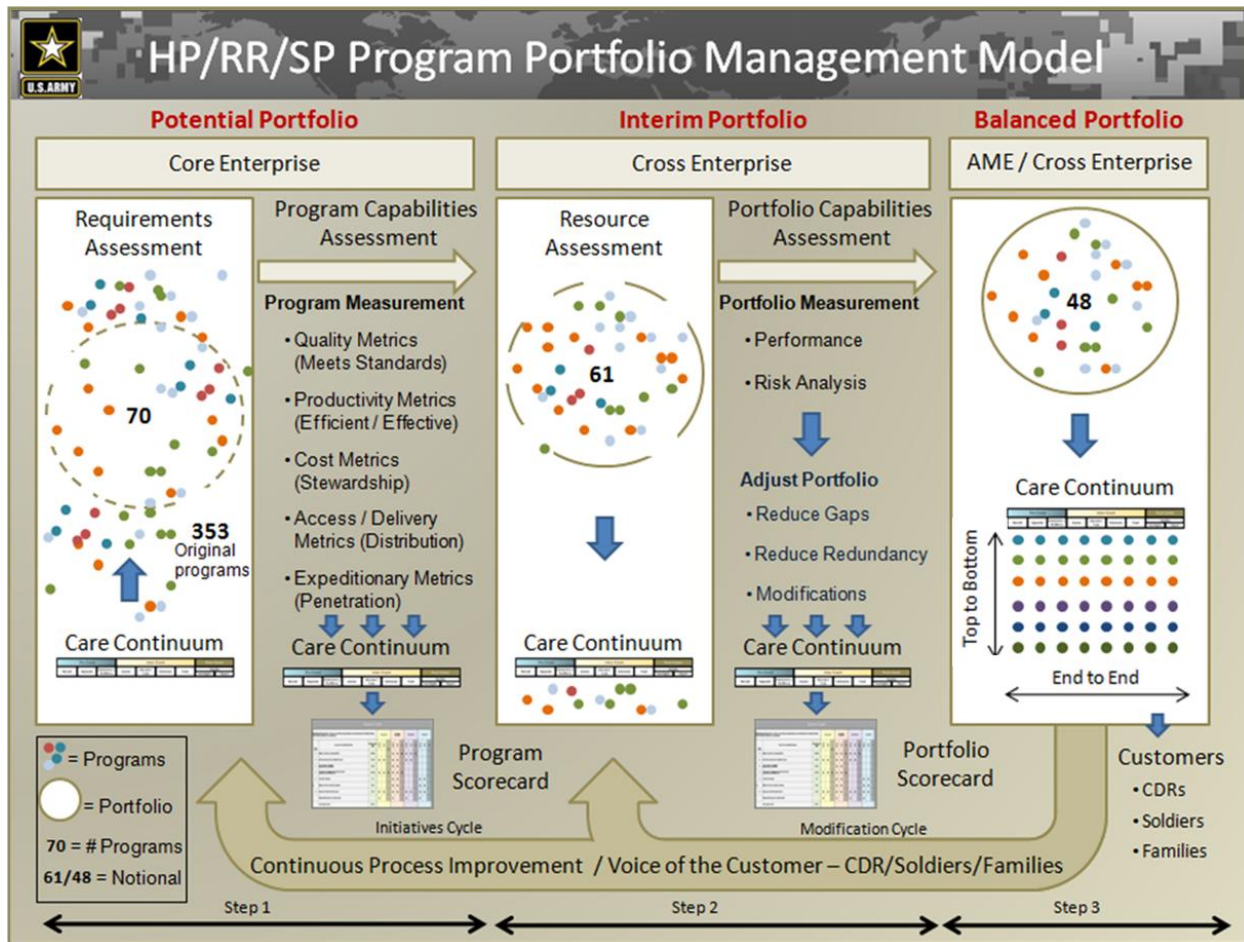 U.S.ARMY
HP/RR/SP Program Portfolio Management Model
Potential Portfolio
Core Enterprise
Requirements
Assessment
70
353
Original
programs
Care Continuum
Program Capabilities
Assessment
Program Measurement
• Quality Metrics
(Meets Standards)
• Productivity Metrics
(Efficient / Effective)
• Cost Metrics
(Stewardship)
• Access / Delivery
Metrics (Distribution)
• Expeditionary Metrics
(Penetration)
Care Continuum
Program
Scorecard
Interim Portfolio
Cross Enterprise
Resource
Assessment
61
Care Continuum
Portfolio Capabilities
Assessment
Portfolio Measurement
• Performance
• Risk Analysis
Adjust Portfolio
• Reduce Gaps
• Reduce Redundancy
• Modifications
Care Continuum
Portfolio
Scorecard
Balanced Portfolio
AME / Cross Enterprise
48
Care Continuum
Top to Bottom
End to End
Customers
• CDRs
• Soldiers
• Families
= Programs
= Portfolio
70 = # Programs
61/48 = Notional
Initiatives Cycle
Modification Cycle
Continuous Process Improvement / Voice of the Customer – CDR/Soldiers/Families
Step 1
Step 2
Step 3